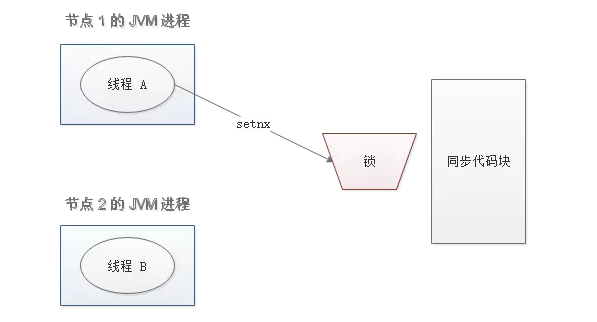 节点 1 的 JVM 进程
线程 A
setnx
锁
同步代码块
节点 2 的 JVM 进程
线程 B